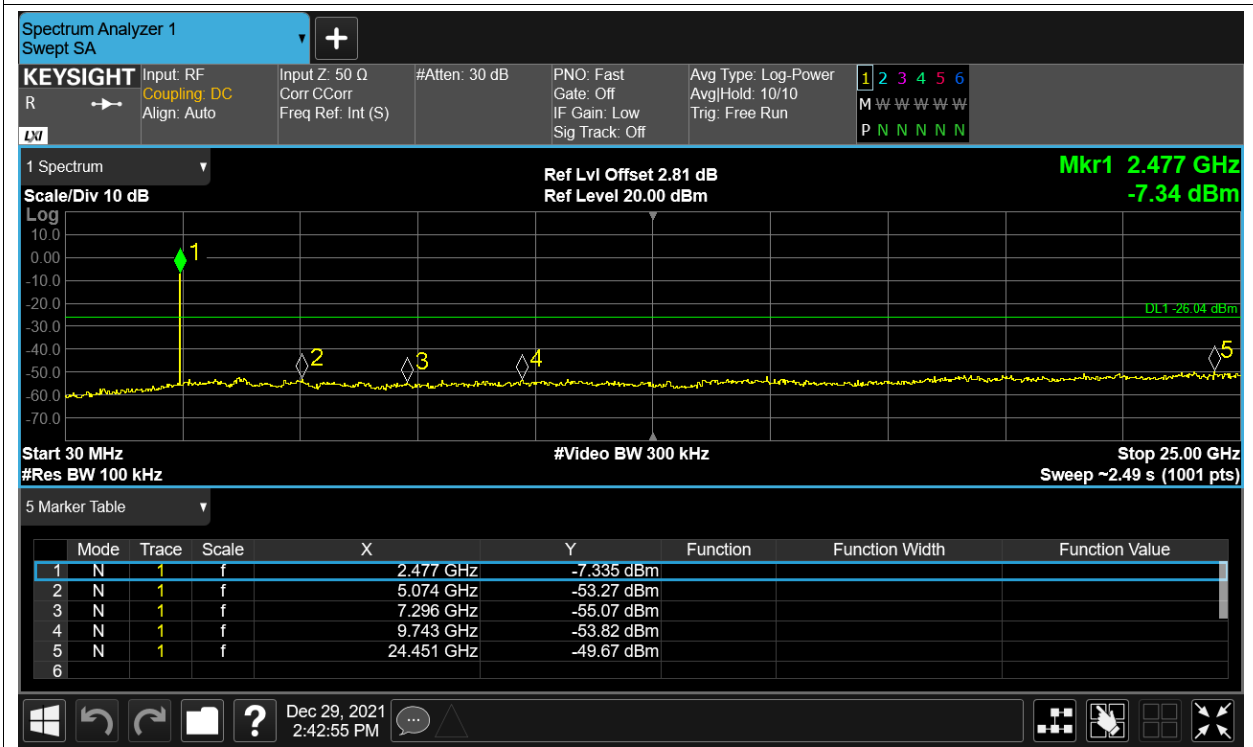 Spectrum Analyzer 1
Swept SA
KEYSIGHT Input: RF Input Z: 50 Ω #Atten: 30 dB PNO: Fast Avg Type: Log-Power 1 2 3 4 5 6
R Coupling: DC Corr CCorr Gate: Off Avg|Hold: 10/10 M W W W W W
Align: Auto Freq Ref: Int (S) IF Gain: Low Trig: Free Run
LXI Sig Track: Off P N N N N N
1 Spectrum Ref Lvl Offset 2.81 dB Mkr1 2.477 GHz
Scale/Div 10 dB Ref Level 20.00 dBm -7.34 dBm
Log
10.0
1
0.00
-10.0
-20.0
DL1 -26.04 dBm
-30.0
-40.0
2 3 4 5
-50.0
-60.0
-70.0
Start 30 MHz #Video BW 300 kHz Stop 25.00 GHz
#Res BW 100 kHz Sweep ~2.49 s (1001 pts)
5 Marker Table
Mode Trace Scale X Y Function Function Width Function Value
1 N 1 f 2.477 GHz -7.335 dBm
2 N 1 f 5.074 GHz -53.27 dBm
3 N 1 f 7.296 GHz -55.07 dBm
4 N 1 f 9.743 GHz -53.82 dBm
5 N 1 f 24.451 GHz -49.67 dBm
6
? Dec 29, 2021
2:42:55 PM